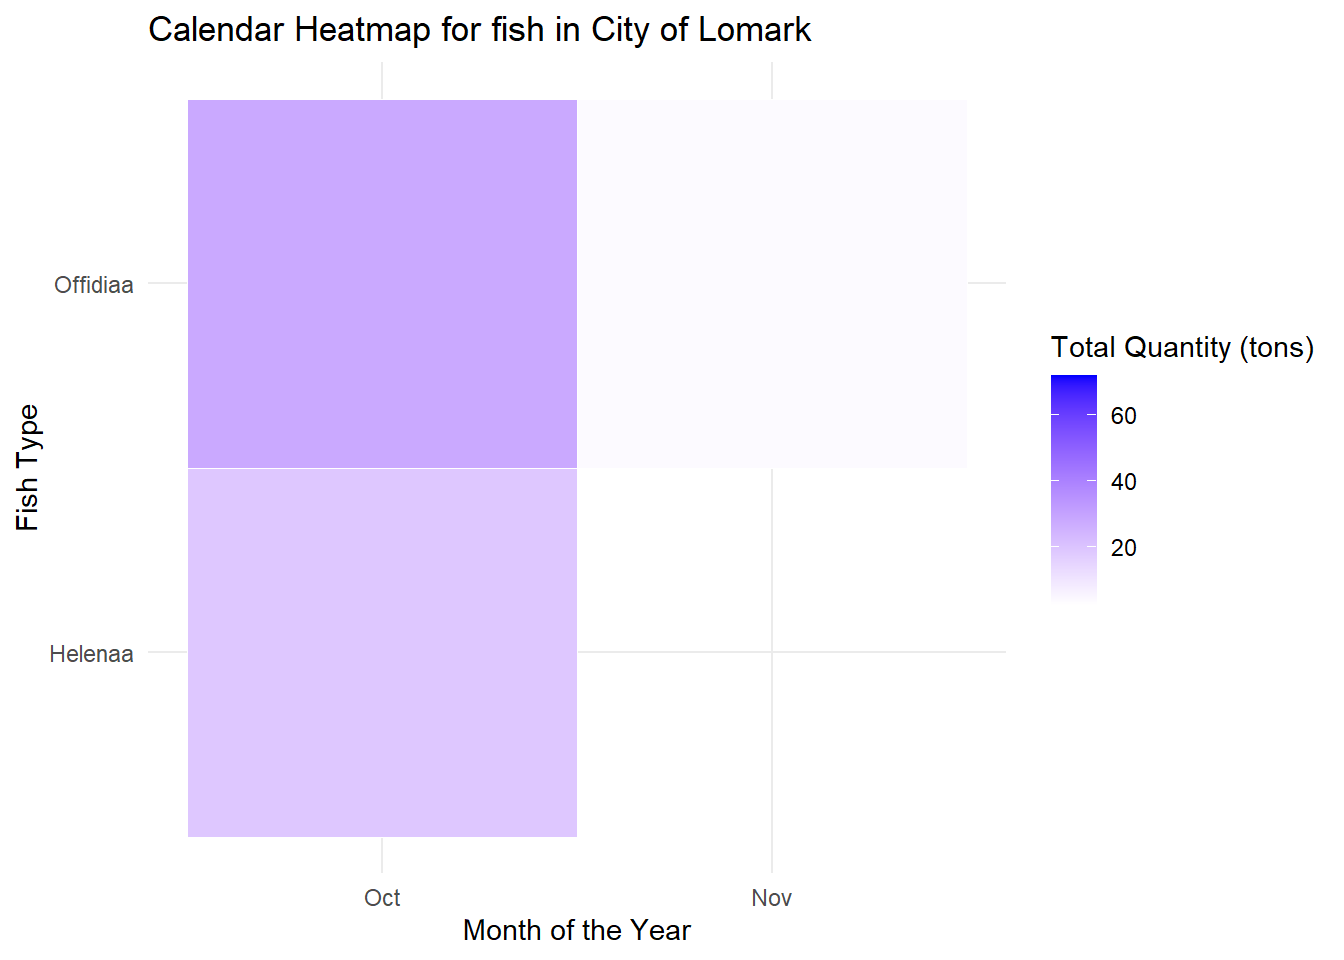 Calendar Heatmap for fish in City of Lomark
Offidiaa
Helenaa
Fish Type
Oct
Nov
Month of the Year
Total Quantity (tons)
60
40
20